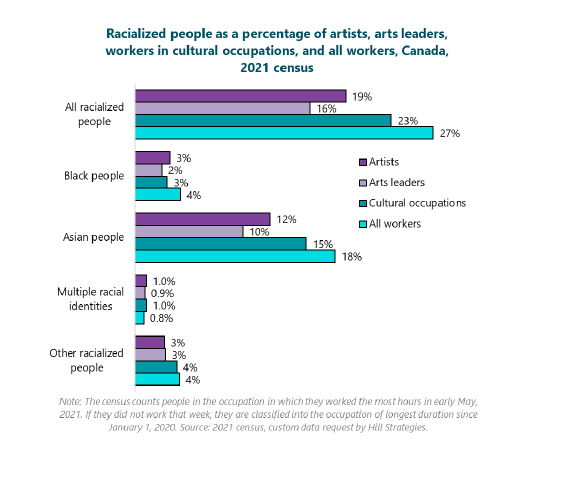 Racialized people as a percentage of artists, arts leaders,
workers in cultural occupations, and all workers, Canada,
2021 census
All racialized
people
19%
16%
23%
27%
Black people
3%
2%
3%
4%
Artists
Arts leaders
Cultural occupations
All workers
Asian people
12%
10%
15%
18%
Multiple racial
identities
1.0%
0.9%
1.0%
0.8%
Other racialized
people
3%
3%
4%
4%
Note: The census counts people in the occupation in which they worked the most hours in early May,
2021. If they did not work that week, they are classified into the occupation of longest duration since
January 1, 2020. Source: 2021 census, custom data request by Hill Strategies.